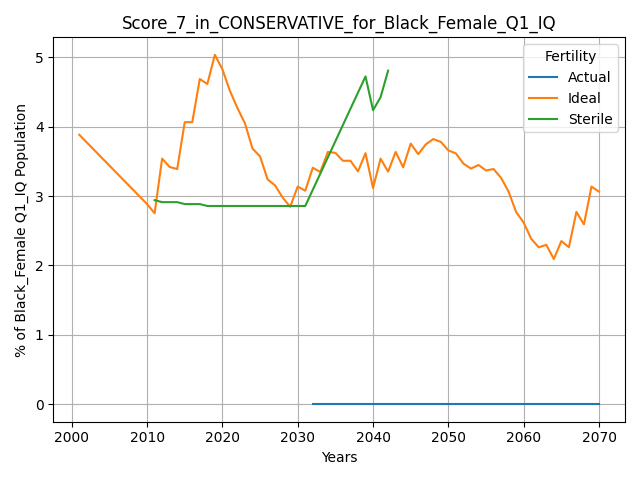 Score_7_in_CONSERVATIVE_for_Black_Female_Q1_IQ
% of Black_Female Q1_IQ Population
5
4
3
2
1
0
Fertility
Actual
Ideal
Sterile
2000 2010 2020 2030 2040 2050 2060 2070
Years